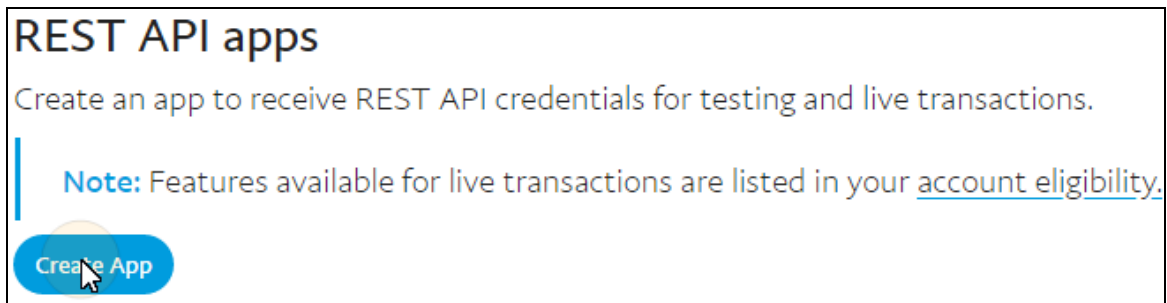 REST API apps
Create an app to receive REST API credentials for testing and live transactions.
Note: Features available for live transactions are listed in your account eligibility.
Create App